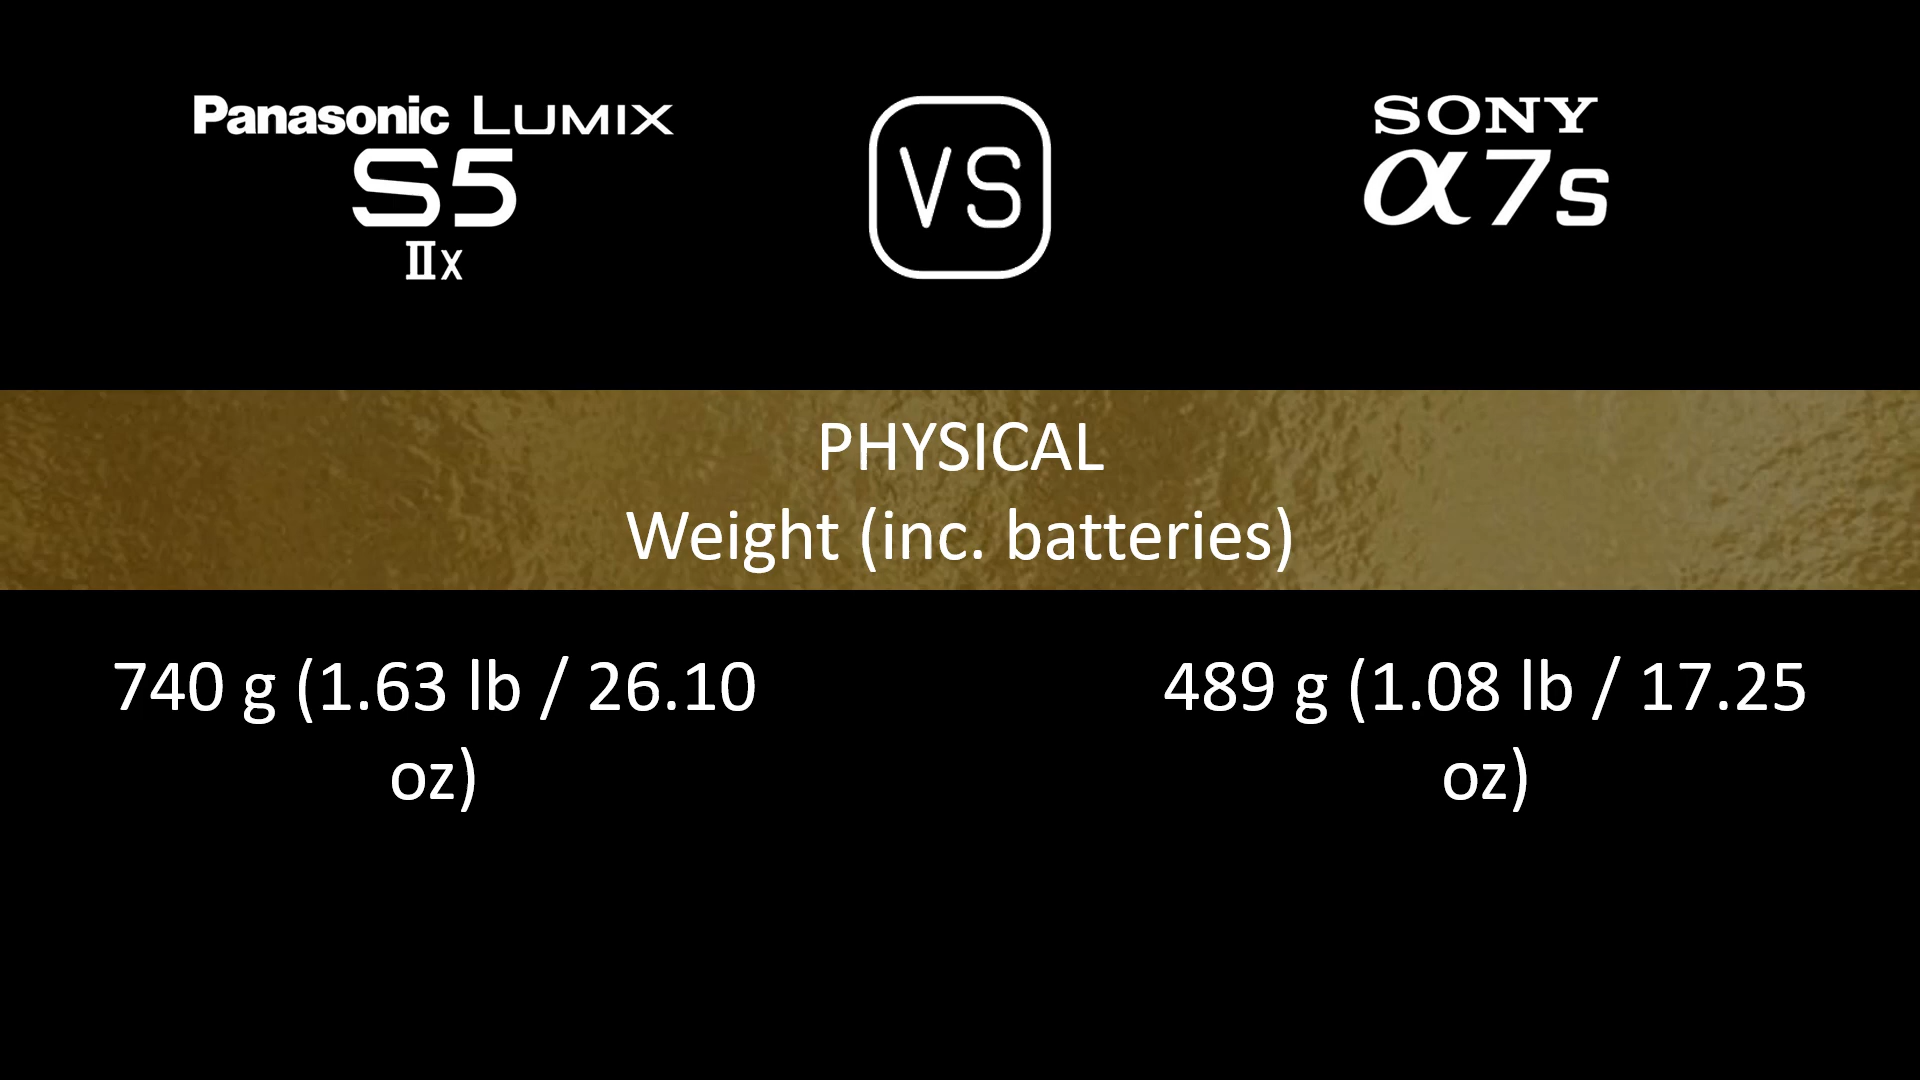 Panasonic LUMIX
S5
IIX
VS
SONY
α7s
PHYSICAL
Weight (inc. batteries)
740 g (1.63 lb / 26.10
oz)
489 g (1.08 lb / 17.25
oz)